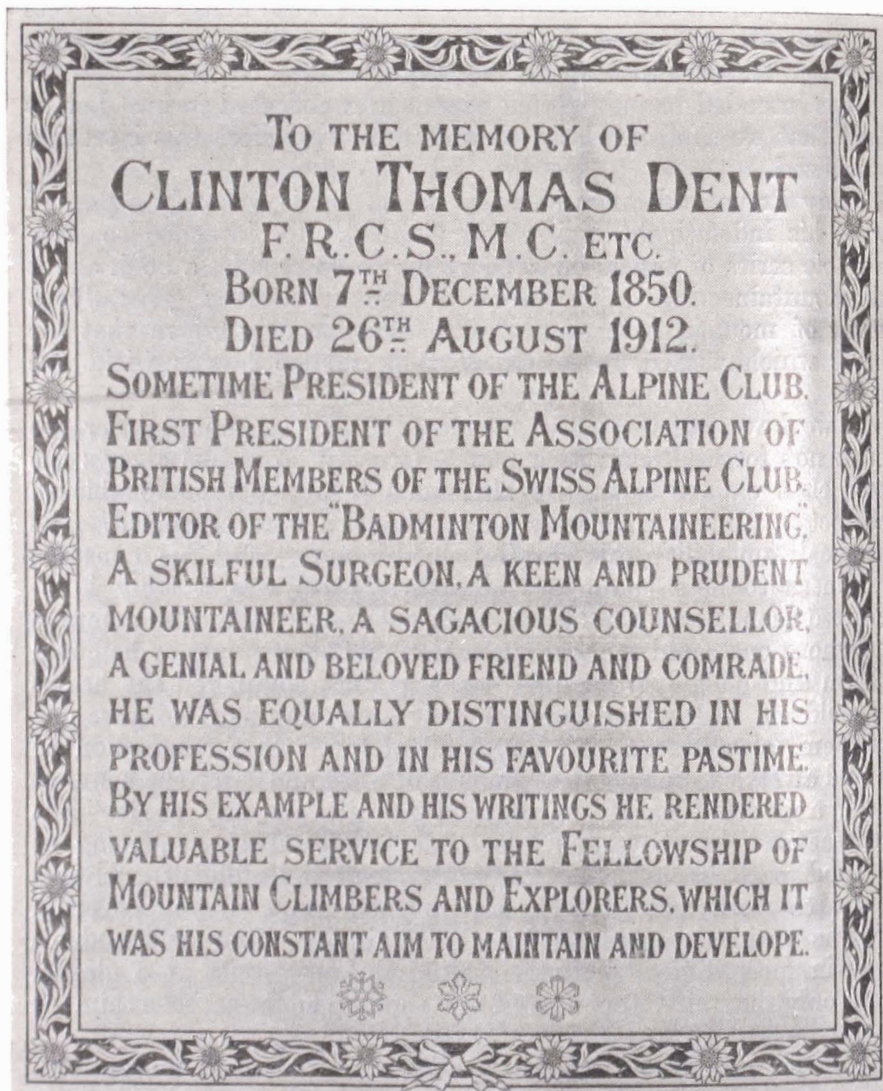 To the memory of
Clinton Thomas Dent
F.R.C.S., M.C. etc.
Born 7th December 1850.
Died 26th August 1912.
Sometime President of the Alpine Club.
First President of the Association of
British Members of the Swiss Alpine Club.
Editor of the "Badminton Mountaineering",
A skilful Surgeon, a keen and prudent
mountaineer, a sagacious counsellor,
a genial and beloved friend and comrade,
he was equally distinguished in his
profession and in his favourite pastime.
By his example and his writings he rendered
valuable service to the Fellowship of
Mountain Climbers and Explorers, which it
was his constant aim to maintain and develope.